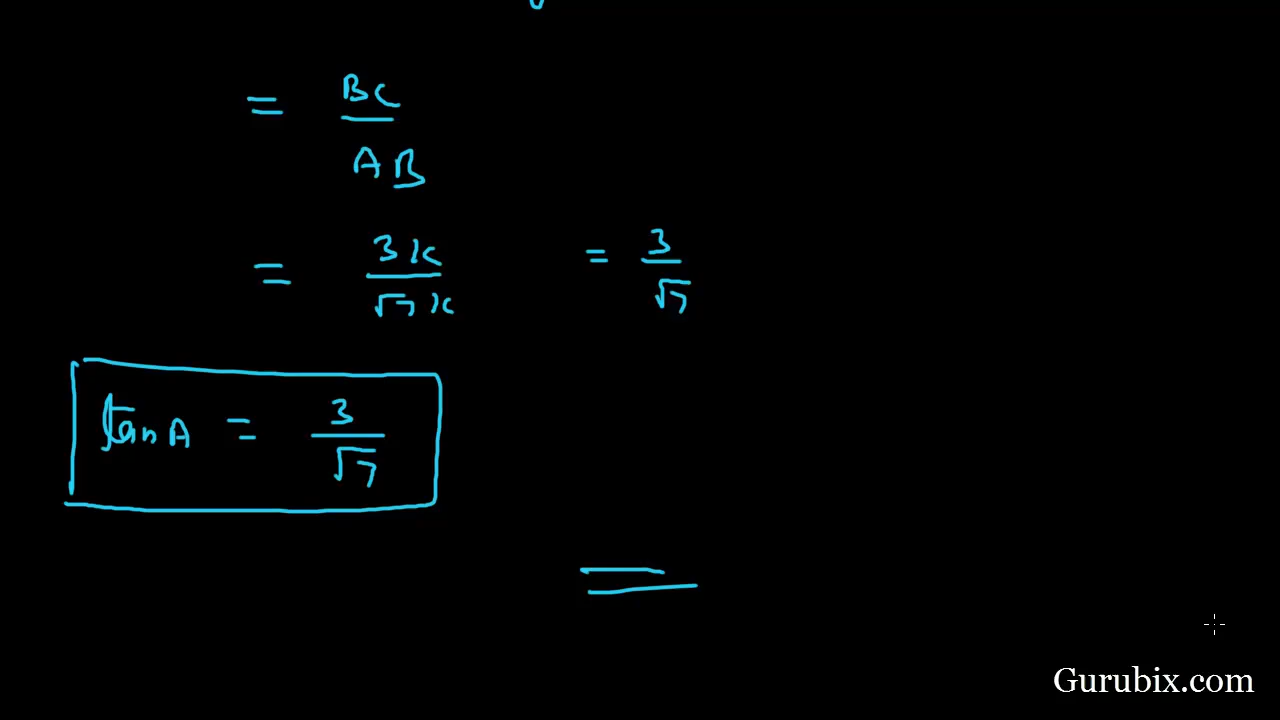 = BC / AB
= 3k / √7k = 3 / √7
tanA = 3 / √7
Gurubix.com